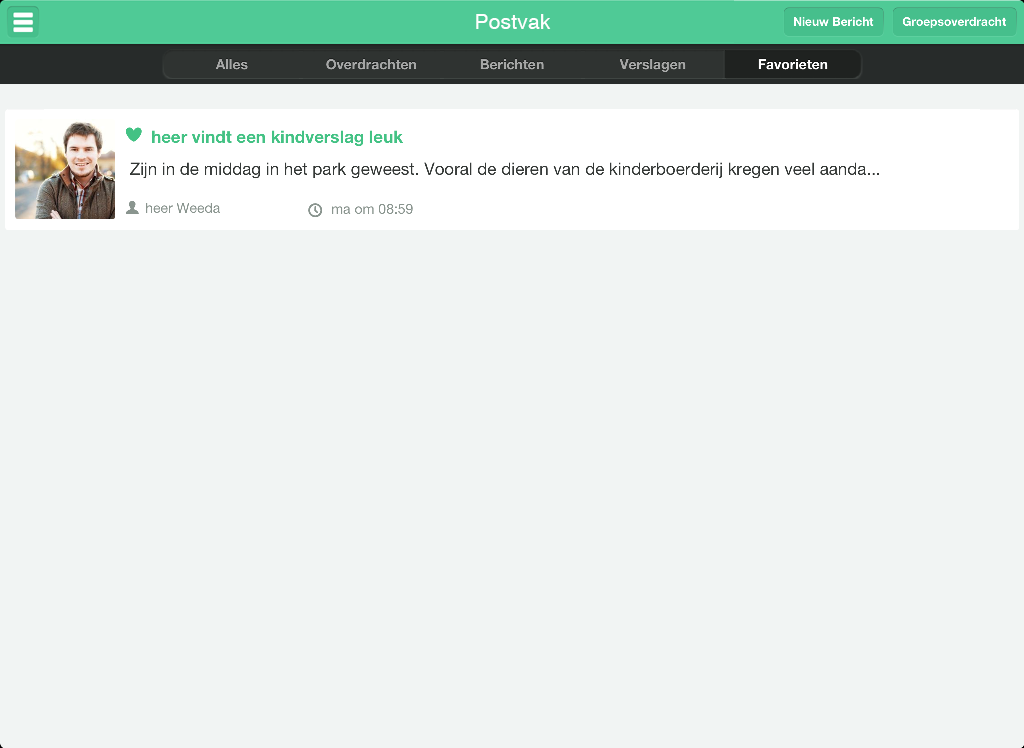 Postvak
Nieuw Bericht
Groepsoverdracht
Alles
Overdrachten
Berichten
Verslagen
Favorieten
heer vindt een kindverslag leuk
Zijn in de middag in het park geweest. Vooral de dieren van de kinderboerderij kregen veel aanda...
heer Weeda
ma om 08:59